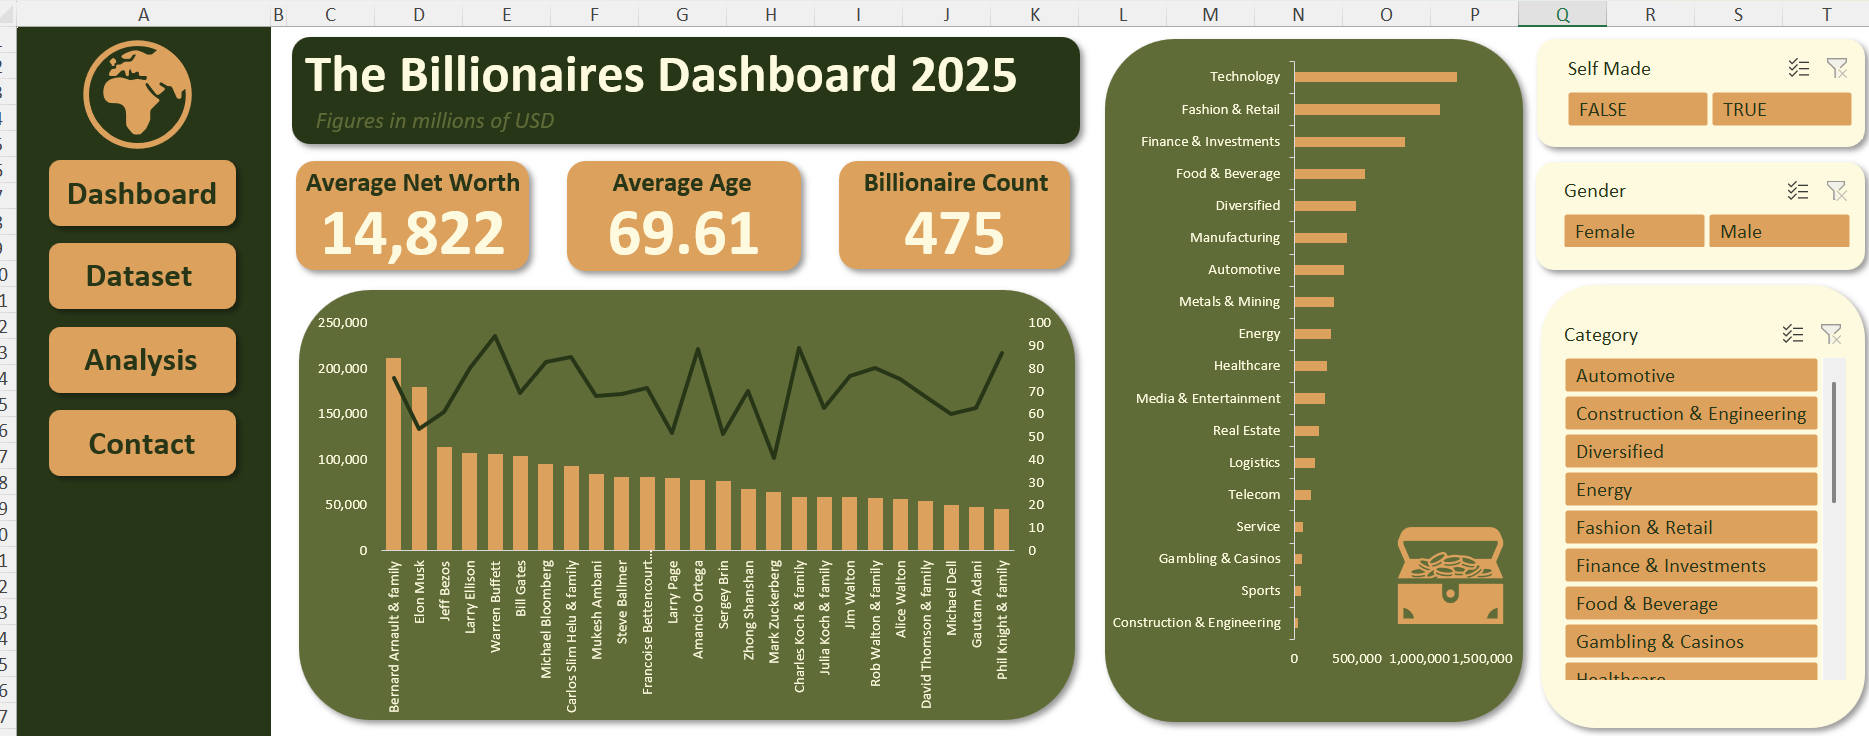 A B C D E F G H I J K L M N O P Q R S T
The Billionaires Dashboard 2025
Figures in millions of USD
Dashboard
Dataset
Analysis
Contact
Average Net Worth
14,822
Average Age
69.61
Billionaire Count
475
250,000
200,000
150,000
100,000
50,000
0
100
90
80
70
60
50
40
30
20
10
0
Bernard Arnault & family
Elon Musk
Jeff Bezos
Larry Ellison
Warren Buffett
Bill Gates
Michael Bloomberg
Carlos Slim Helu & family
Mukesh Ambani
Steve Ballmer
Francoise Bettencourt…
Larry Page
Amancio Ortega
Sergey Brin
Zhong Shanshan
Mark Zuckerberg
Charles Koch & family
Julia Koch & family
Jim Walton
Rob Walton & family
Alice Walton
David Thomson & family
Michael Dell
Gautam Adani
Phil Knight & family
Technology
Fashion & Retail
Finance & Investments
Food & Beverage
Diversified
Manufacturing
Automotive
Metals & Mining
Energy
Healthcare
Media & Entertainment
Real Estate
Logistics
Telecom
Service
Gambling & Casinos
Sports
Construction & Engineering
0 500,000 1,000,000 1,500,000
Self Made
FALSE TRUE
Gender
Female Male
Category
Automotive
Construction & Engineering
Diversified
Energy
Fashion & Retail
Finance & Investments
Food & Beverage
Gambling & Casinos
Healthcare